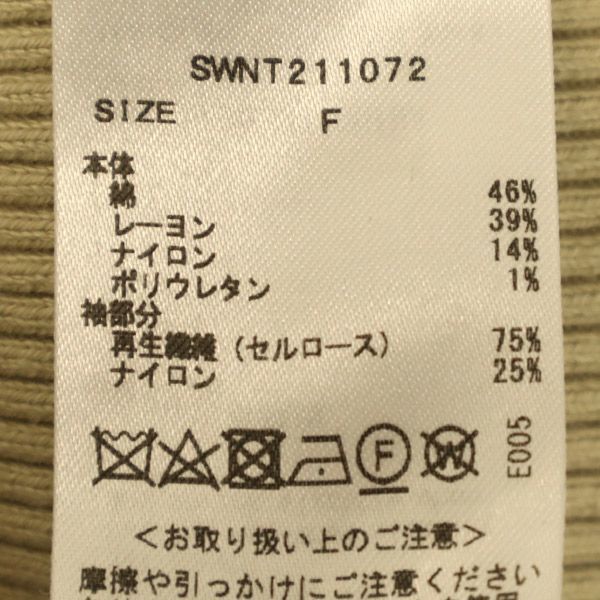 SWNT211072
SIZE F
本体
綿 46%
レーヨン 39%
ナイロン 14%
ポリウレタン 1%
袖部分
再生繊維(セルロース) 75%
ナイロン 25%
F W
E005
<お取り扱い上のご注意>
摩擦や引っかけにご注意ください